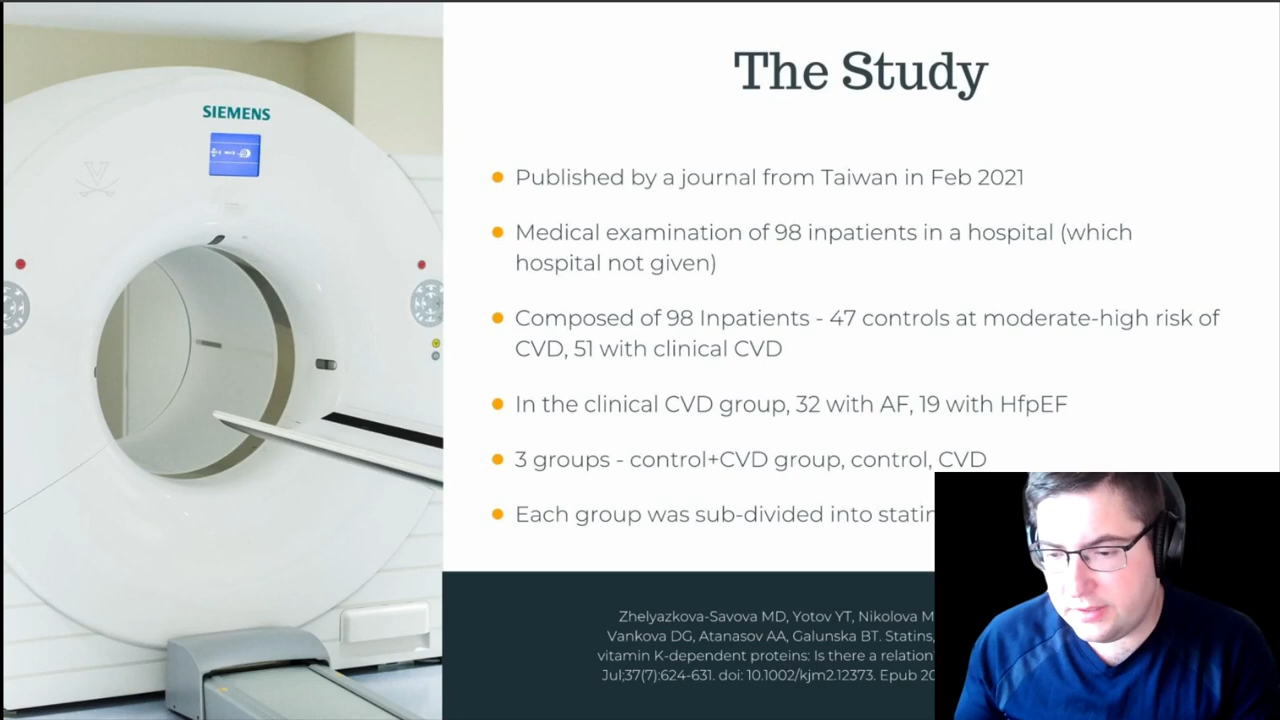 SIEMENS
The Study
Published by a journal from Taiwan in Feb 2021
Medical examination of 98 inpatients in a hospital (which
hospital not given)
Composed of 98 Inpatients - 47 controls at moderate-high risk of
CVD, 51 with clinical CVD
In the clinical CVD group, 32 with AF, 19 with HfpEF
3 groups - control+CVD group, control, CVD
Each group was sub-divided into
Zhelyazkova-Savova MD, Yotov YT, Nikolova
Vankova DG, Atanasov AA, Galunska BT. Statins,
vitamin K-dependent proteins: Is there a
Jul;37(7):624-631. doi: 10.1002/kjm2.12373. Epub